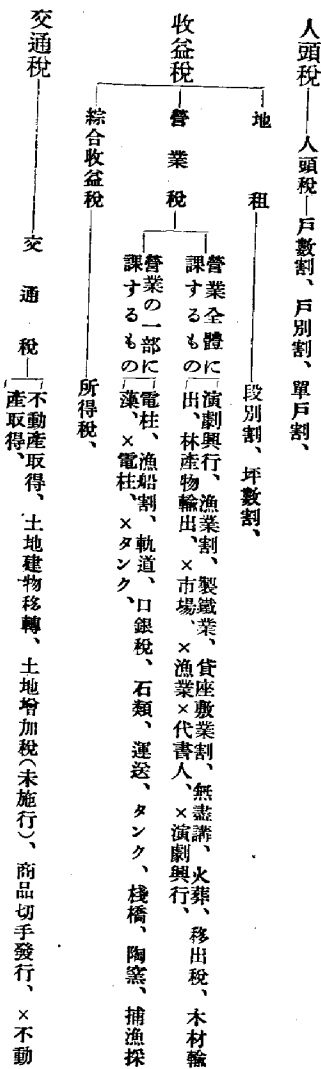 人頭稅──人頭稅─戶數割、戶別割、單戶割、
收益稅
地租──段別割、坪數割、
營業稅
營業全體に
課するもの
演劇興行、漁業割、製鐵業、貸座敷業割、無盡講、火葬、移出稅、木材輸
出、林產物輸出、×市場、×漁業×代書人、×演劇興行、
營業の一部に
課するもの
電柱、漁船割、軌道、口銀稅、石類、運送、タンク、棧橋、陶窯、捕漁採
藻、×電柱、×タンク、
綜合收益稅──所得稅、
交通稅──交通稅
不動產取得、土地建物移轉、土地增加稅(未施行)、商品切手發行、×不動
產取得、